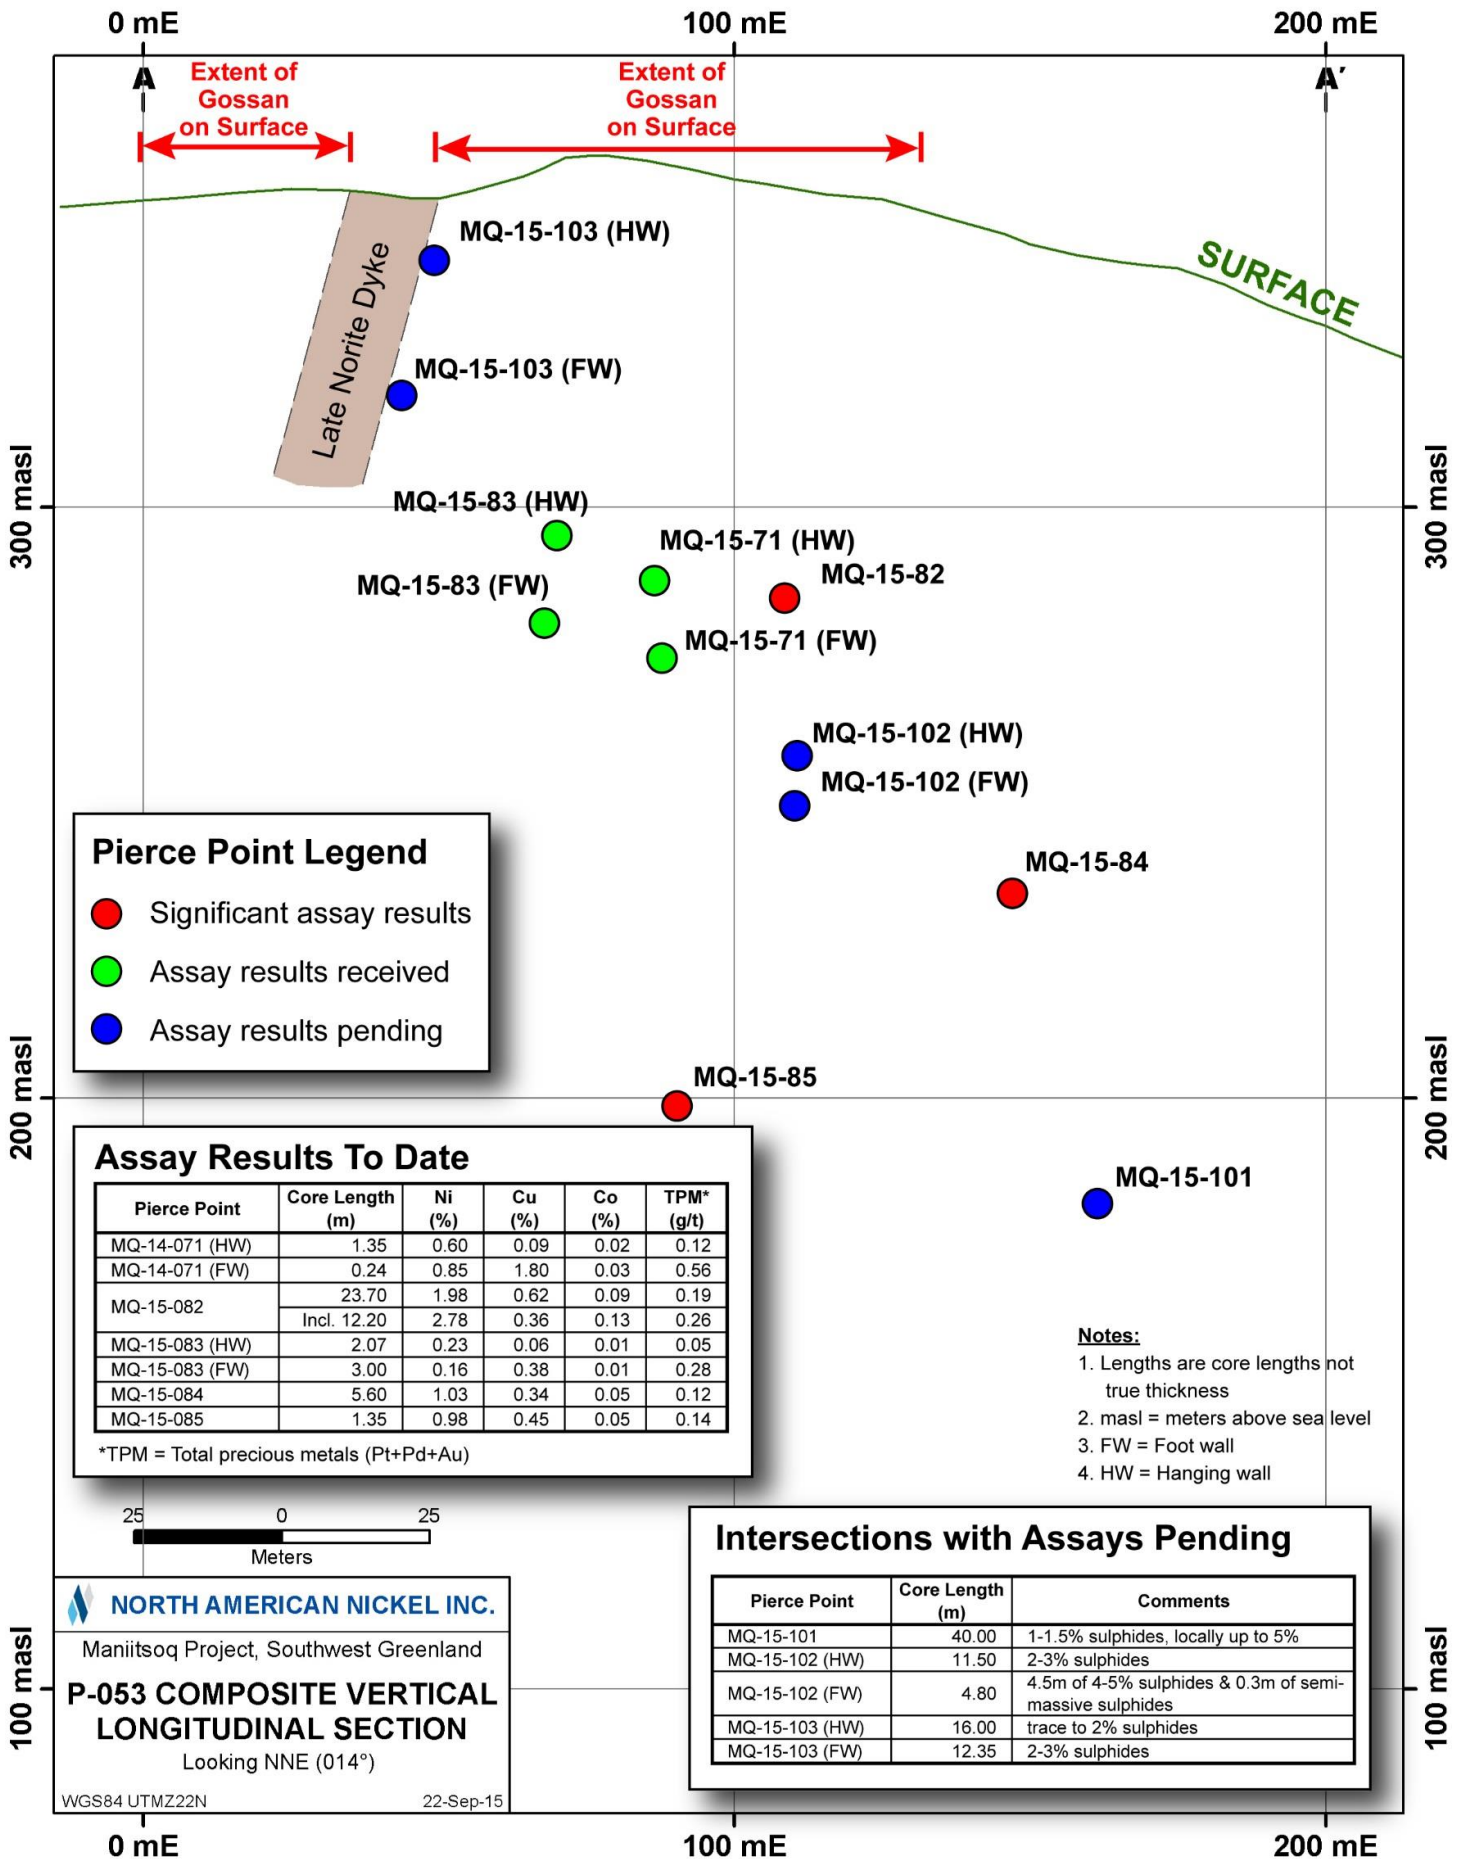 0 mE 100 mE 200 mE
A
A′
Extent of
Gossan
on Surface
Extent of
Gossan
on Surface
SURFACE
Late Norite Dyke
MQ-15-103 (HW)
MQ-15-103 (FW)
300 masl
300 masl
MQ-15-83 (HW)
MQ-15-71 (HW)
MQ-15-82
MQ-15-83 (FW)
MQ-15-71 (FW)
MQ-15-102 (HW)
MQ-15-102 (FW)
MQ-15-84
Pierce Point Legend
Significant assay results
Assay results received
Assay results pending
200 masl
200 masl
MQ-15-85
MQ-15-101
Assay Results To Date
Pierce Point Core Length (m) Ni (%) Cu (%) Co (%) TPM* (g/t)
MQ-14-071 (HW) 1.35 0.60 0.09 0.02 0.12
MQ-14-071 (FW) 0.24 0.85 1.80 0.03 0.56
MQ-15-082 23.70 1.98 0.62 0.09 0.19
Incl. 12.20 2.78 0.36 0.13 0.26
MQ-15-083 (HW) 2.07 0.23 0.06 0.01 0.05
MQ-15-083 (FW) 3.00 0.16 0.38 0.01 0.28
MQ-15-084 5.60 1.03 0.34 0.05 0.12
MQ-15-085 1.35 0.98 0.45 0.05 0.14
*TPM = Total precious metals (Pt+Pd+Au)
Notes:
1. Lengths are core lengths not
true thickness
2. masl = meters above sea level
3. FW = Foot wall
4. HW = Hanging wall
25 0 25
Meters
Intersections with Assays Pending
Pierce Point Core Length (m) Comments
MQ-15-101 40.00 1-1.5% sulphides, locally up to 5%
MQ-15-102 (HW) 11.50 2-3% sulphides
MQ-15-102 (FW) 4.80 4.5m of 4-5% sulphides & 0.3m of semi-
massive sulphides
MQ-15-103 (HW) 16.00 trace to 2% sulphides
MQ-15-103 (FW) 12.35 2-3% sulphides
100 masl
100 masl
NORTH AMERICAN NICKEL INC.
Maniitsoq Project, Southwest Greenland
P-053 COMPOSITE VERTICAL
LONGITUDINAL SECTION
Looking NNE (014°)
WGS84 UTMZ22N 22-Sep-15
0 mE 100 mE 200 mE